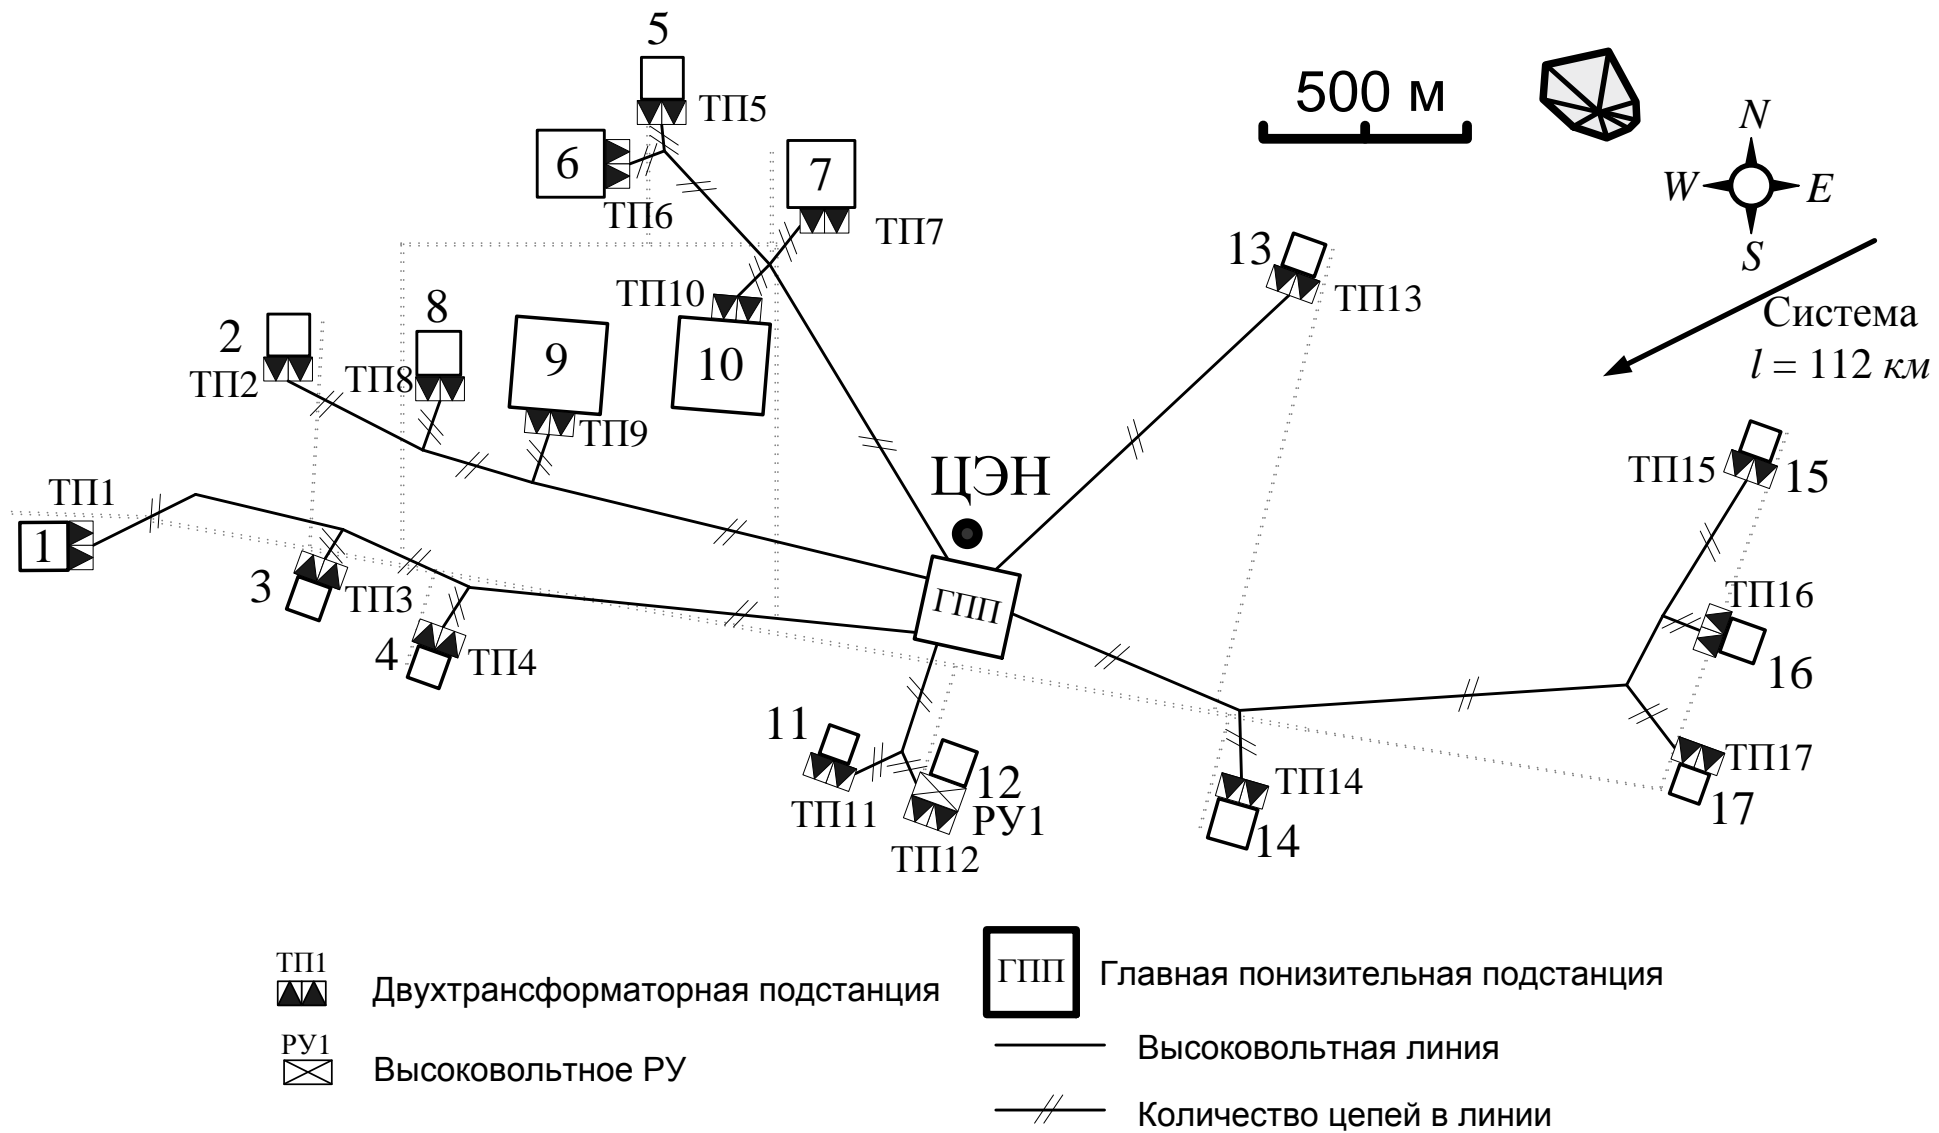 5
ТП5
500 м
N
W
E
S
6
7
ТП6
ТП7
13
ТП13
ТП10
10
Система
l = 112 км
2
ТП2
8
ТП8
9
ТП9
ЦЭН
ТП15
15
ТП1
1
3
ТП3
4
ТП4
ГПП
ТП16
16
11
ТП11
12
РУ1
ТП12
ТП14
14
ТП17
17
ТП1
Двухтрансформаторная подстанция
РУ1
Высоковольтное РУ
ГПП
Главная понизительная подстанция
Высоковольтная линия
Количество цепей в линии